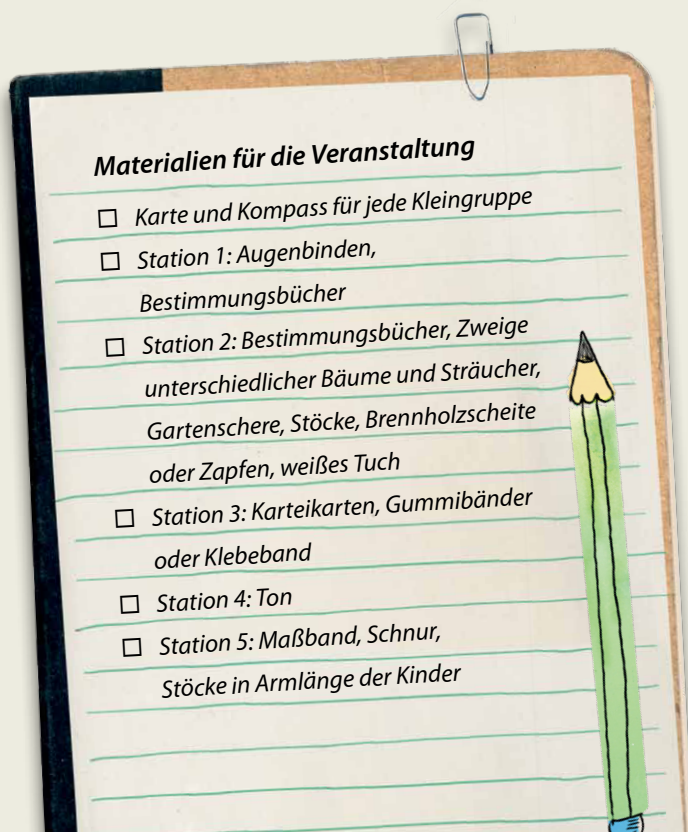 Materialien für die Veranstaltung
Karte und Kompass für jede Kleingruppe
Station 1: Augenbinden,
Bestimmungsbücher
Station 2: Bestimmungsbücher, Zweige
unterschiedlicher Bäume und Sträucher,
Gartenschere, Stöcke, Brennholzscheite
oder Zapfen, weißes Tuch
Station 3: Karteikarten, Gummibänder
oder Klebeband
Station 4: Ton
Station 5: Maßband, Schnur,
Stöcke in Armlänge der Kinder